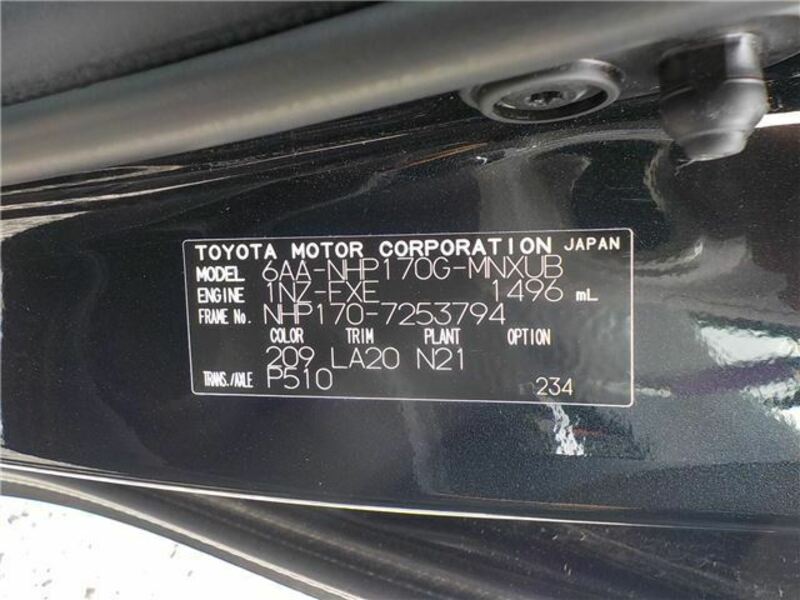 TOYOTA MOTOR CORPORATION JAPAN
MODEL 6AA-NHP170G-MNXUB
ENGINE 1NZ-EXE 1496 mL
FRAME No. NHP170-7253794
COLOR TRIM PLANT OPTION
209 LA20 N21
TRANS./AXLE P510 234